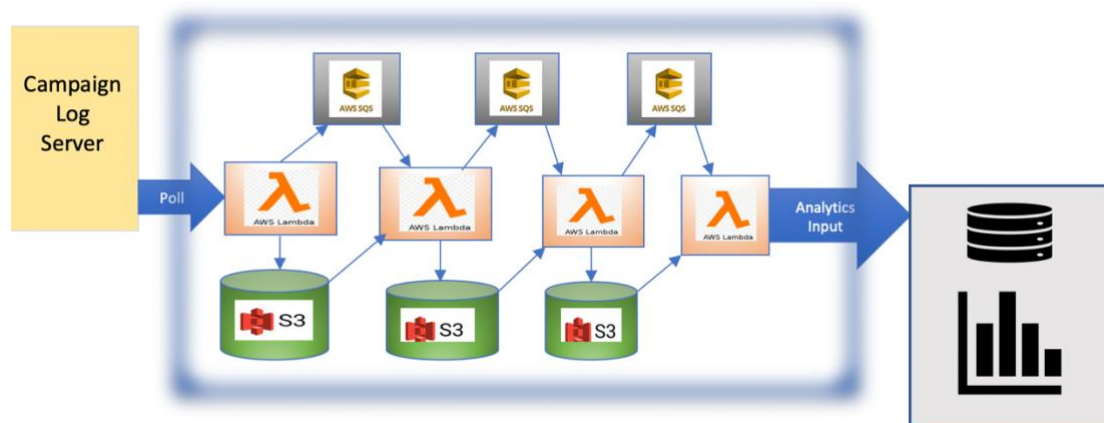 Campaign
Log
Server
Poll
AWS SQS
AWS SQS
AWS SQS
AWS Lambda
AWS Lambda
AWS Lambda
AWS Lambda
S3
S3
S3
Analytics
Input